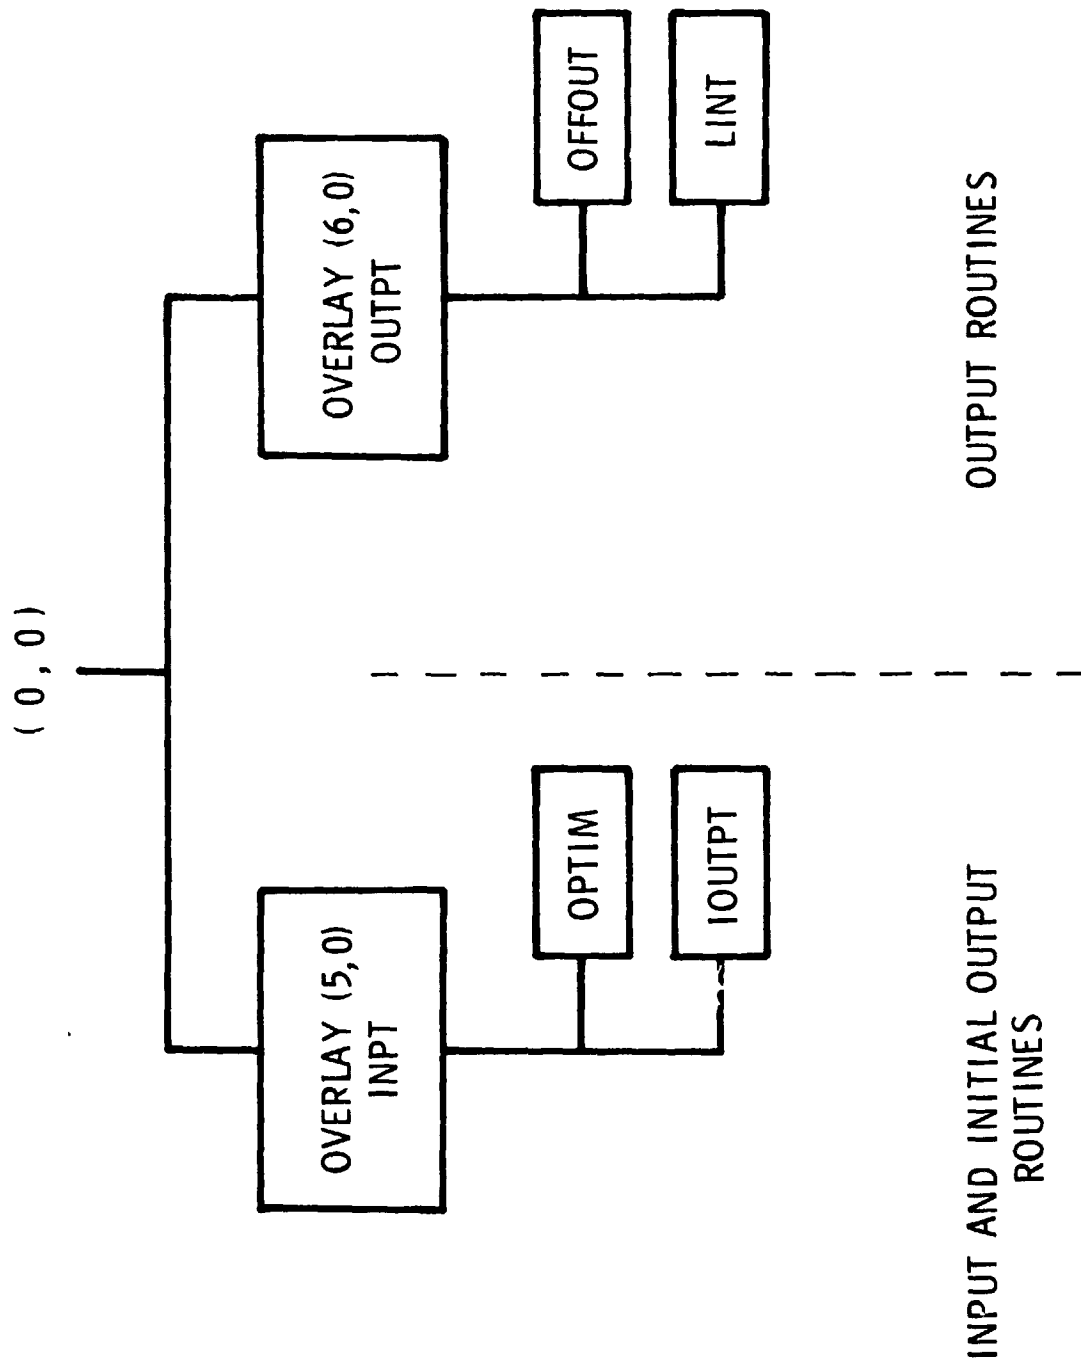 ( 0 , 0 )
OVERLAY (5,0)
INPT
OPTIM
IOUTPT
INPUT AND INITIAL OUTPUT
ROUTINES
OVERLAY (6,0)
OUTPT
OFFOUT
LINT
OUTPUT ROUTINES